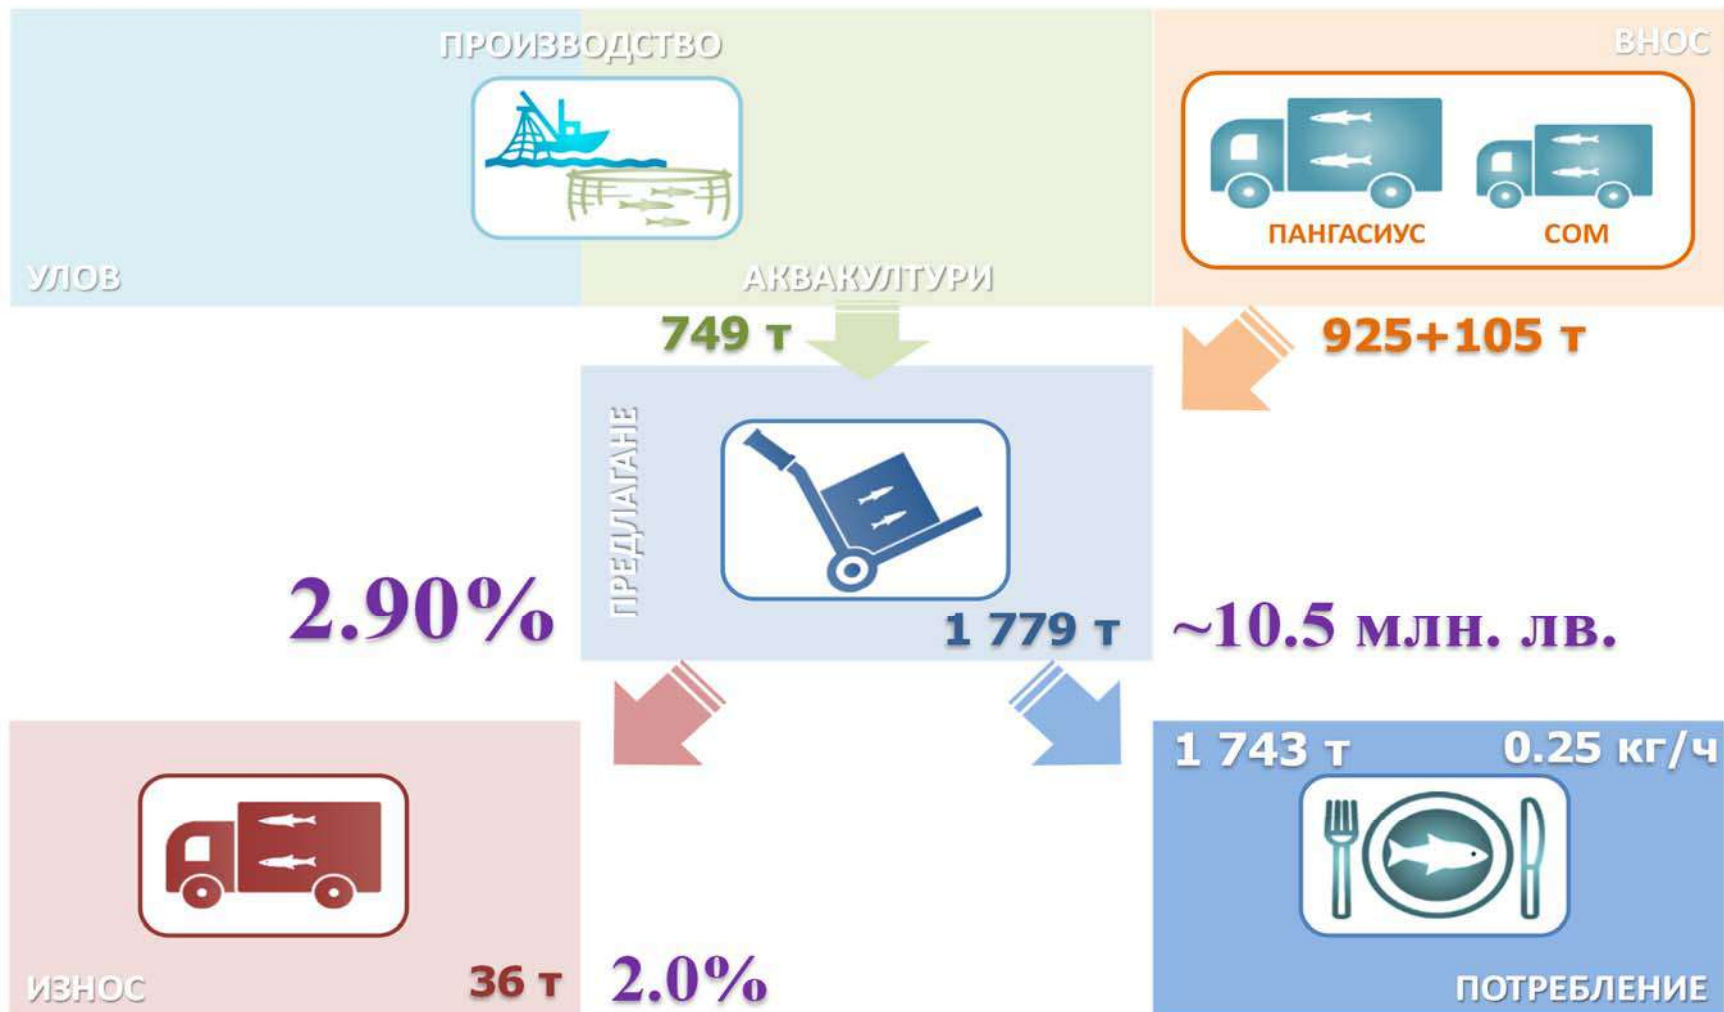 ПРОИЗВОДСТВО
ВНОС
ПАНГАСИУС
СОМ
УЛОВ
АКВАКУЛТУРИ
749 т
925+105 т
ПРЕДЛАГАНЕ
2.90%
1 779 т
~10.5 млн. лв.
1 743 т
0.25 кг/ч
ИЗНОС
36 т
2.0%
ПОТРЕБЛЕНИЕ